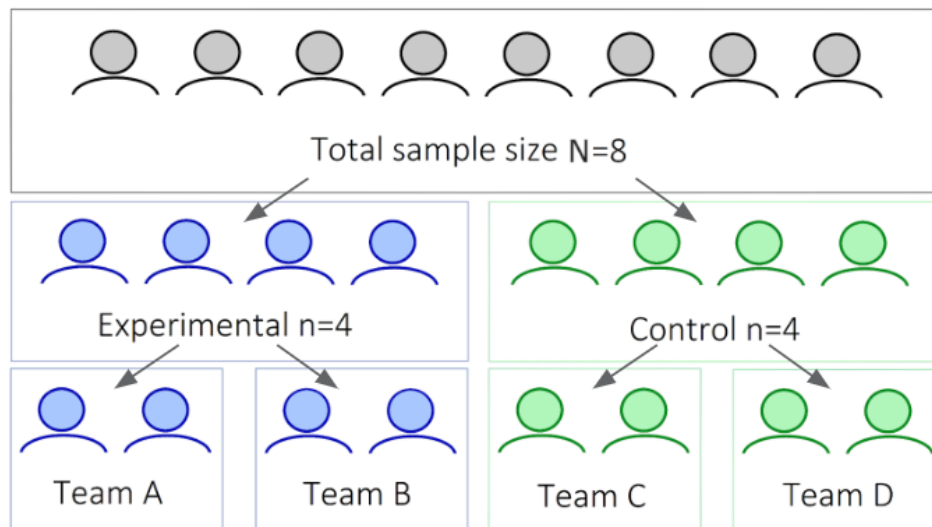 Total sample size N=8
Experimental n=4
Control n=4
Team A
Team B
Team C
Team D